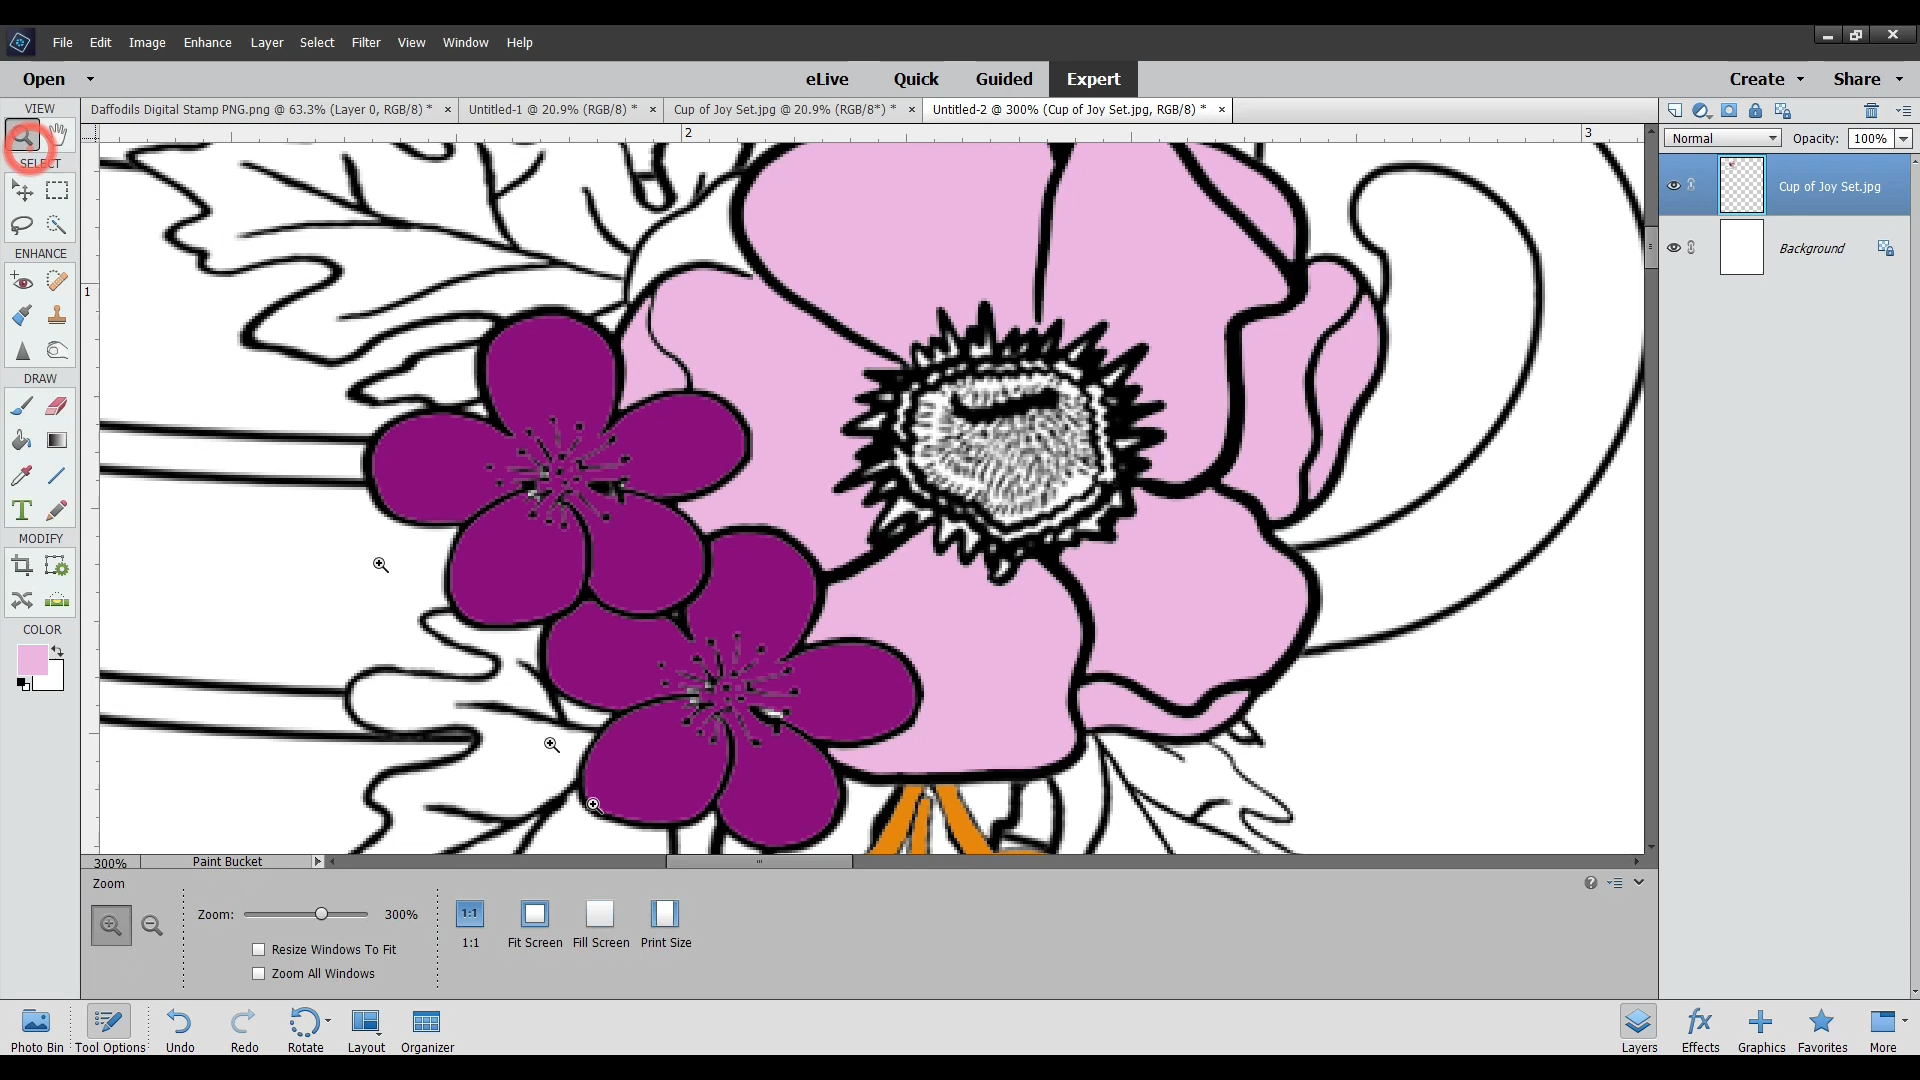 File Edit Image Enhance Layer Select Filter View Window Help
Open eLive Quick Guided Expert Create Share
VIEW
Daffodils Digital Stamp PNG.png @ 63.3% (Layer 0, RGB/8) * × Untitled-1 @ 20.9% (RGB/8) * × Cup of Joy Set.jpg @ 20.9% (RGB/8*) * × Untitled-2 @ 300% (Cup of Joy Set.jpg, RGB/8) * ×
2 3
Normal Opacity: 100%
SELECT
Cup of Joy Set.jpg
Background
ENHANCE
1
DRAW
T
MODIFY
COLOR
300% Paint Bucket
Zoom
Zoom: 300%
1:1
1:1 Fit Screen Fill Screen Print Size
Resize Windows To Fit
Zoom All Windows
fx
Photo Bin Tool Options Undo Redo Rotate Layout Organizer Layers Effects Graphics Favorites More